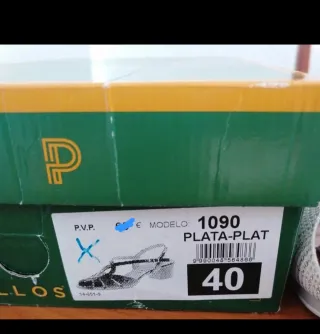 P
P.V.P. € MODELO 1090
PLATA-PLAT
40
LLOS